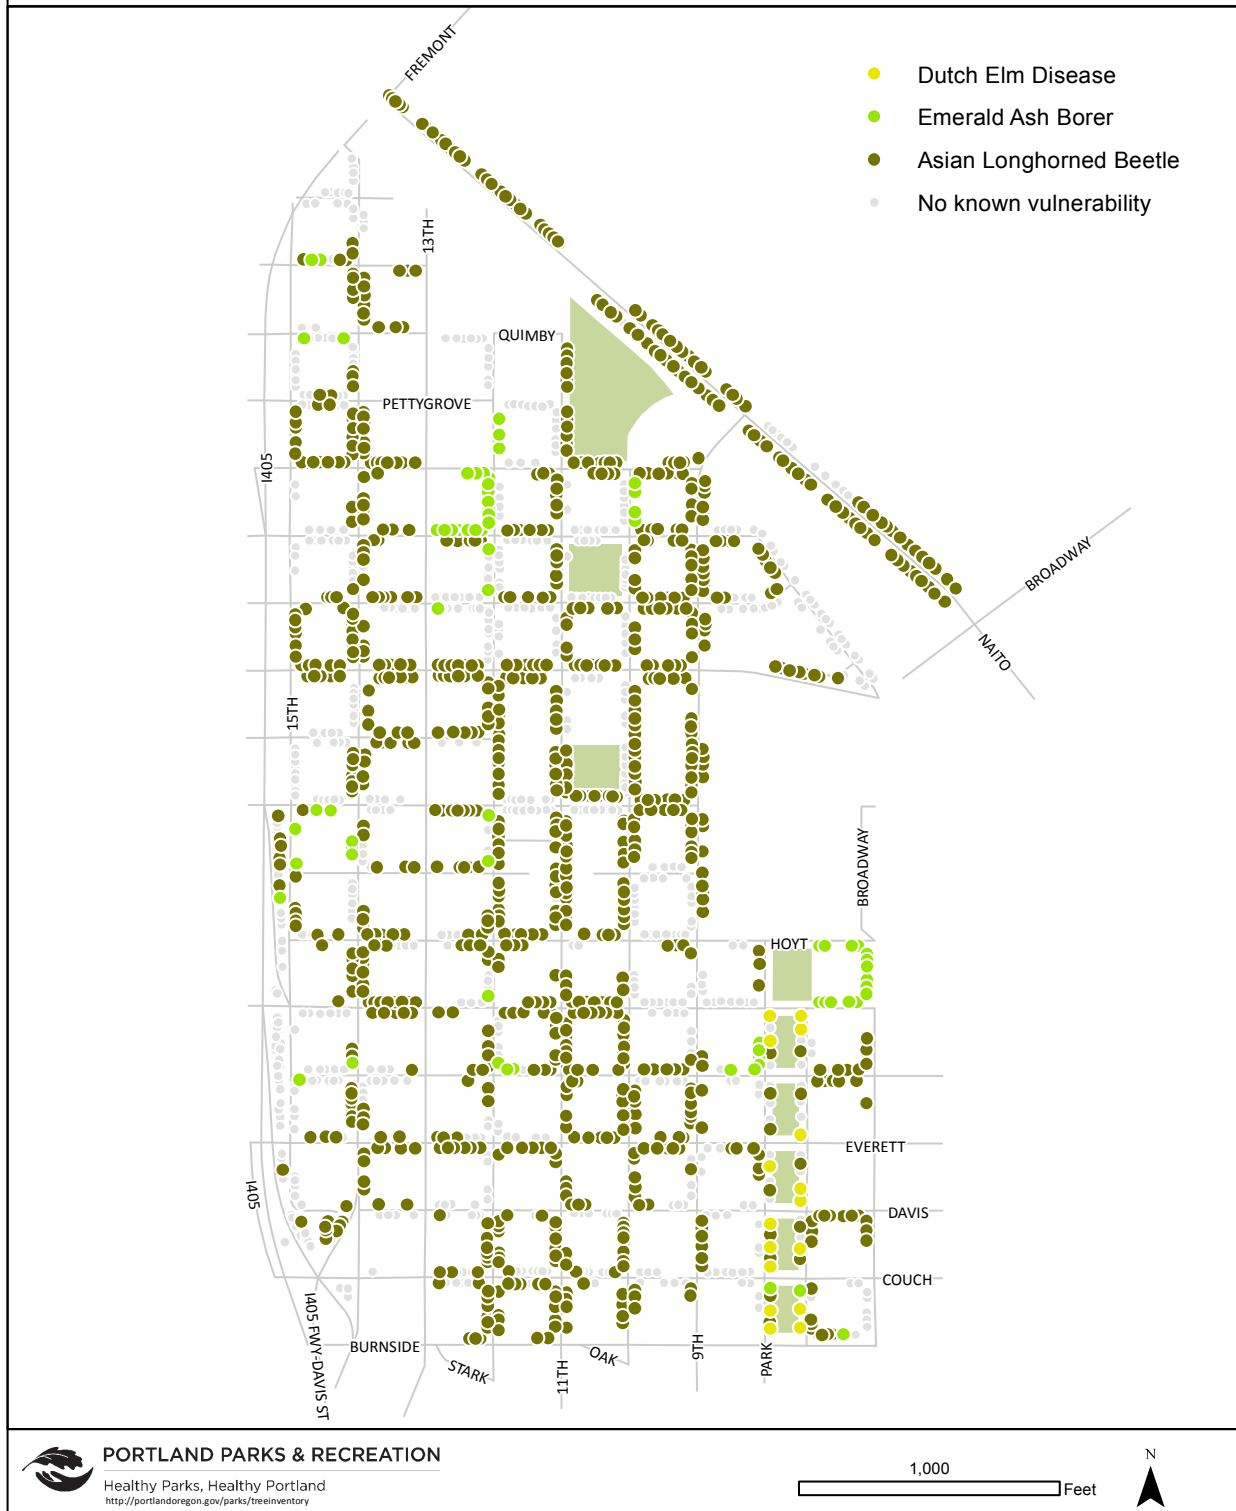 FREMONT
Dutch Elm Disease
Emerald Ash Borer
Asian Longhorned Beetle
No known vulnerability
13TH
QUIMBY
PETTYGROVE
I405
BROADWAY
NAITO
15TH
BROADWAY
HOYT
EVERETT
I405
DAVIS
COUCH
I405 FWY-DAVIS ST
BURNSIDE
STARK
11TH
OAK
9TH
PARK
PORTLAND PARKS & RECREATION
Healthy Parks, Healthy Portland
http://portlandoregon.gov/parks/treeinventory
1,000
Feet
N